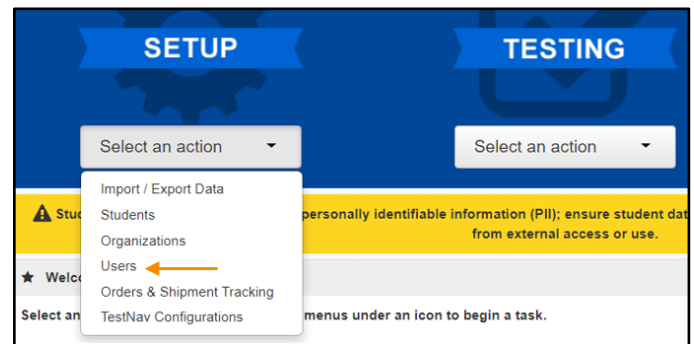 SETUP
TESTING
Select an action
Select an action
Import / Export Data
Students
Organizations
Users
Orders & Shipment Tracking
TestNav Configurations
Stu
personally identifiable information (PII); ensure student dat
from external access or use.
Welc
Select an
menus under an icon to begin a task.